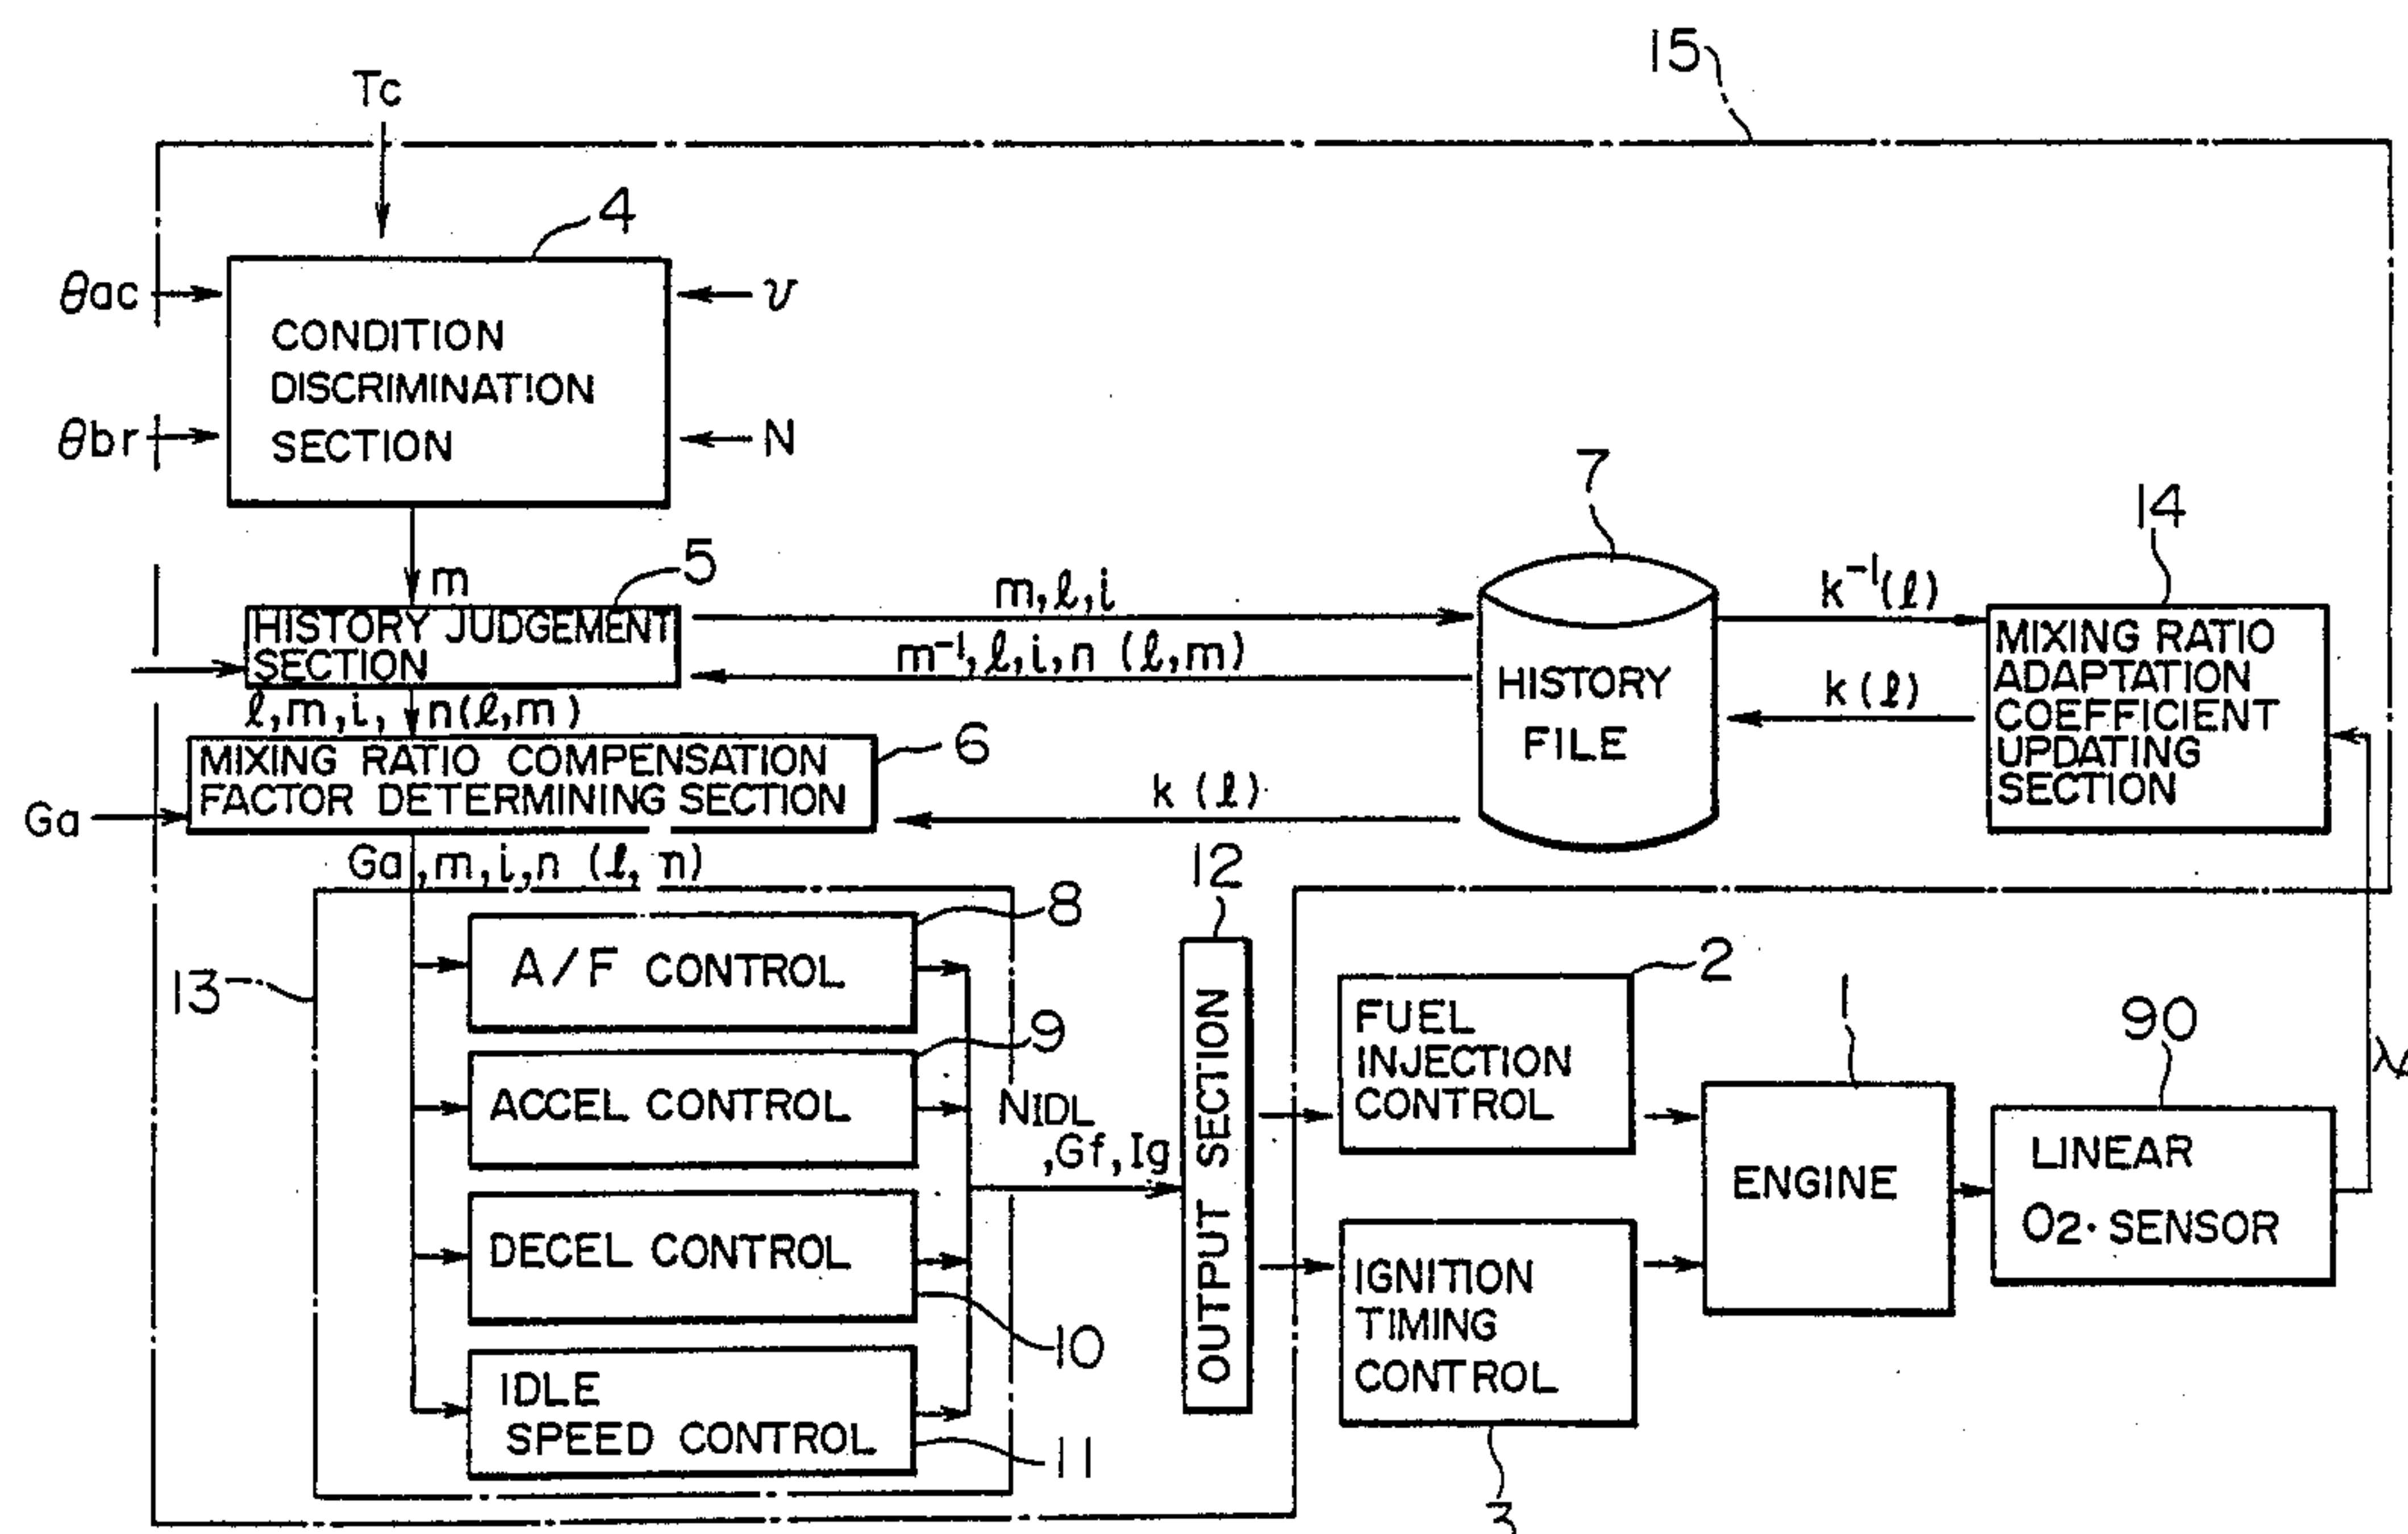 15
Tc
4
θac
v
CONDITION
DISCRIMINATION
SECTION
θbr
N
7
14
m
5
HISTORY JUDGEMENT
SECTION
m, ℓ, i
m⁻¹, ℓ, i, n (ℓ, m)
HISTORY
FILE
k⁻¹(ℓ)
k (ℓ)
MIXING RATIO
ADAPTATION
COEFFICIENT
UPDATING
SECTION
ℓ, m, i, n(ℓ, m)
6
MIXING RATIO COMPENSATION
FACTOR DETERMINING SECTION
Ga
k (ℓ)
Ga, m, i, n (ℓ, n)
12
13
8
A/F CONTROL
9
ACCEL CONTROL
DECEL CONTROL
10
IDLE
SPEED CONTROL
11
NIDL
,Gf, Ig
OUTPUT SECTION
2
FUEL
INJECTION
CONTROL
IGNITION
TIMING
CONTROL
3
1
ENGINE
90
LINEAR
O2· SENSOR